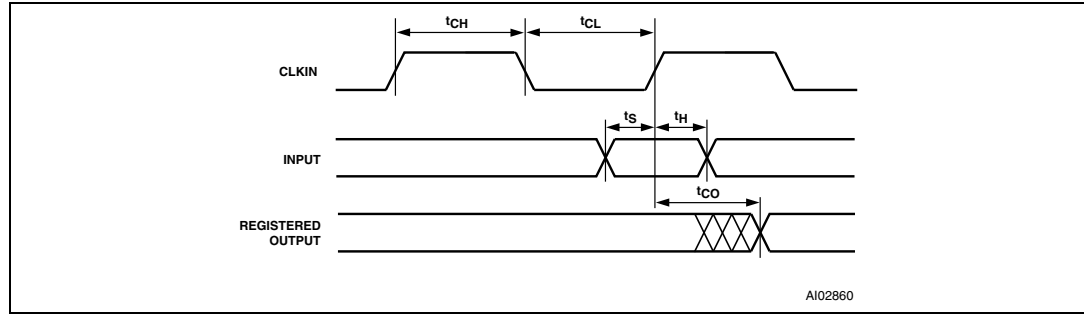 tCH tCL
CLKIN
tS tH
INPUT
tCO
REGISTERED
OUTPUT
AI02860